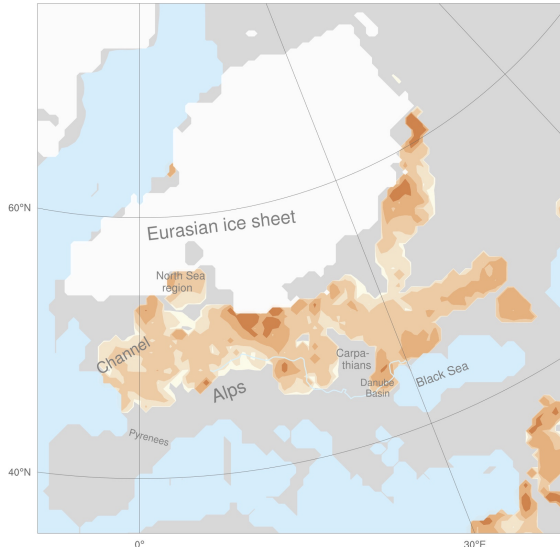 60°N
Eurasian ice sheet
North Sea
region
Channel
Carpa-
thians
Alps
Danube
Basin
Black Sea
Pyrenees
40°N
0°
30°E